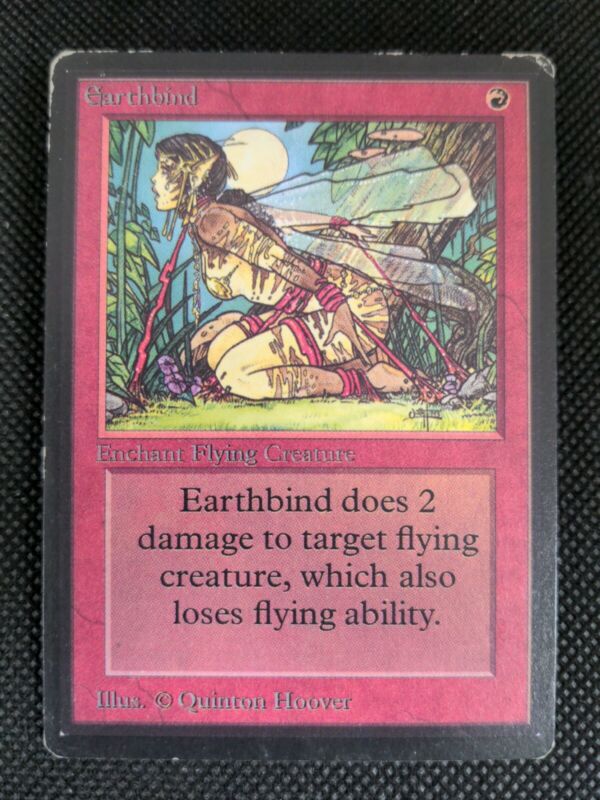 Earthbind
Enchant Flying Creature
Earthbind does 2
damage to target flying
creature, which also
loses flying ability.
Illus. © Quinton Hoover